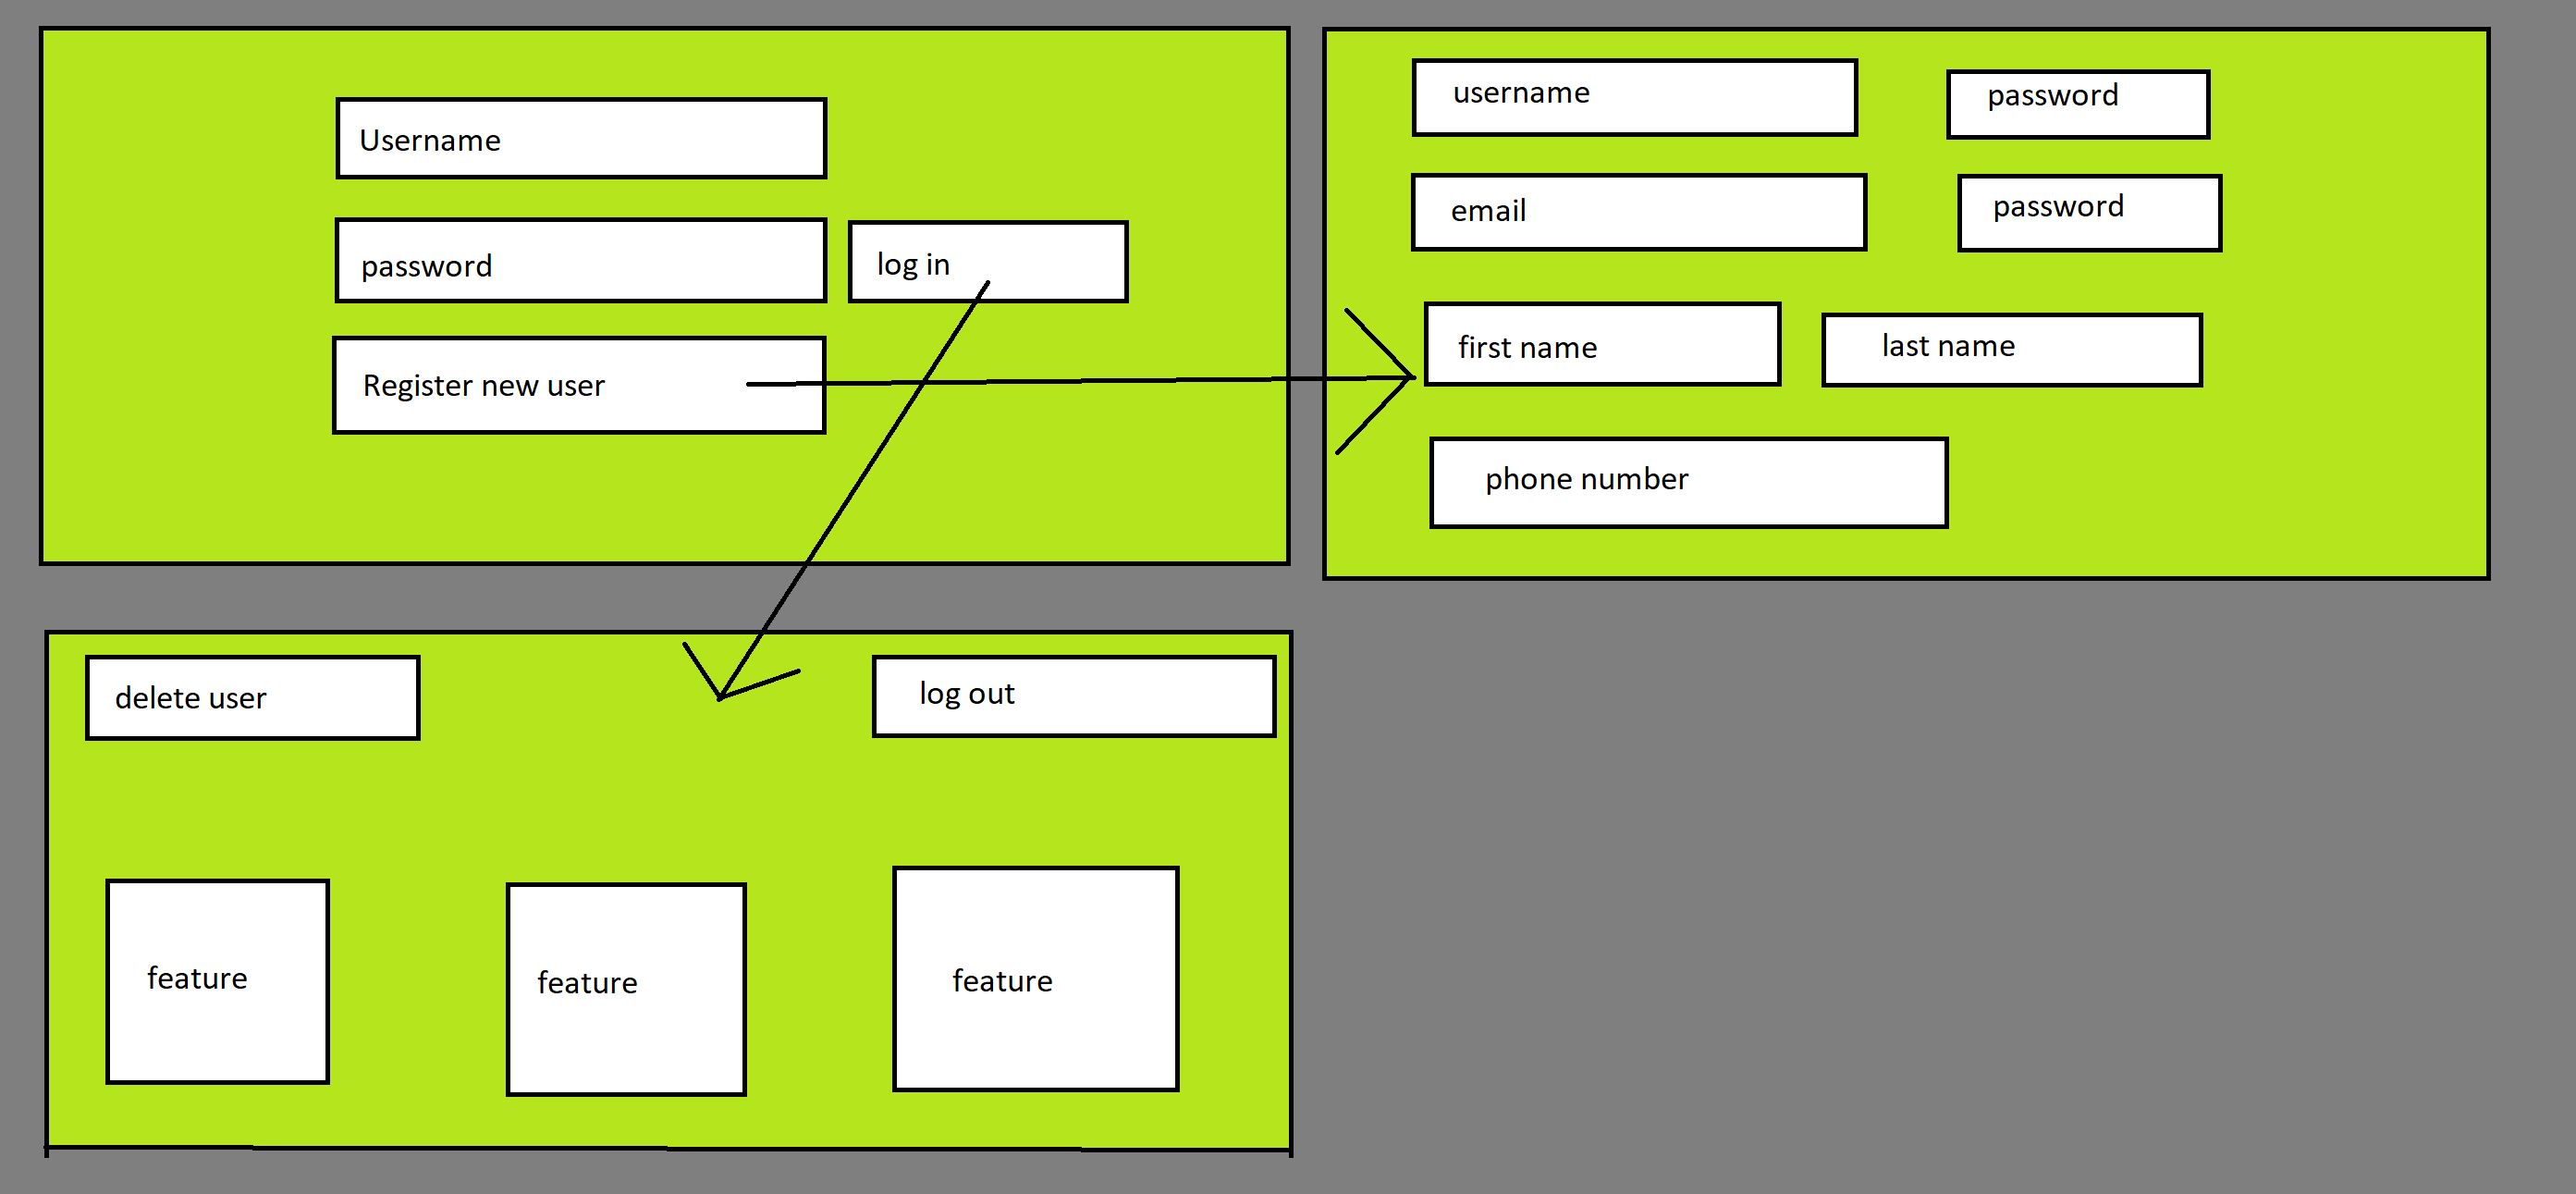 Username
password
log in
Register new user
username
password
email
password
first name
last name
phone number
delete user
log out
feature
feature
feature